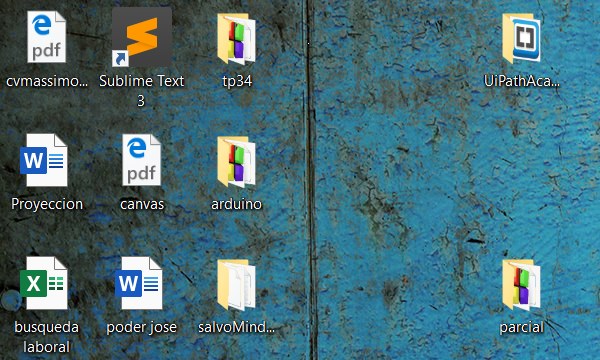 pdf
cvmassimo...
Sublime Text
3
tp34
UiPathAca...
W
Proyeccion
pdf
canvas
arduino
X
busqueda
laboral
W
poder jose
salvoMind...
parcial